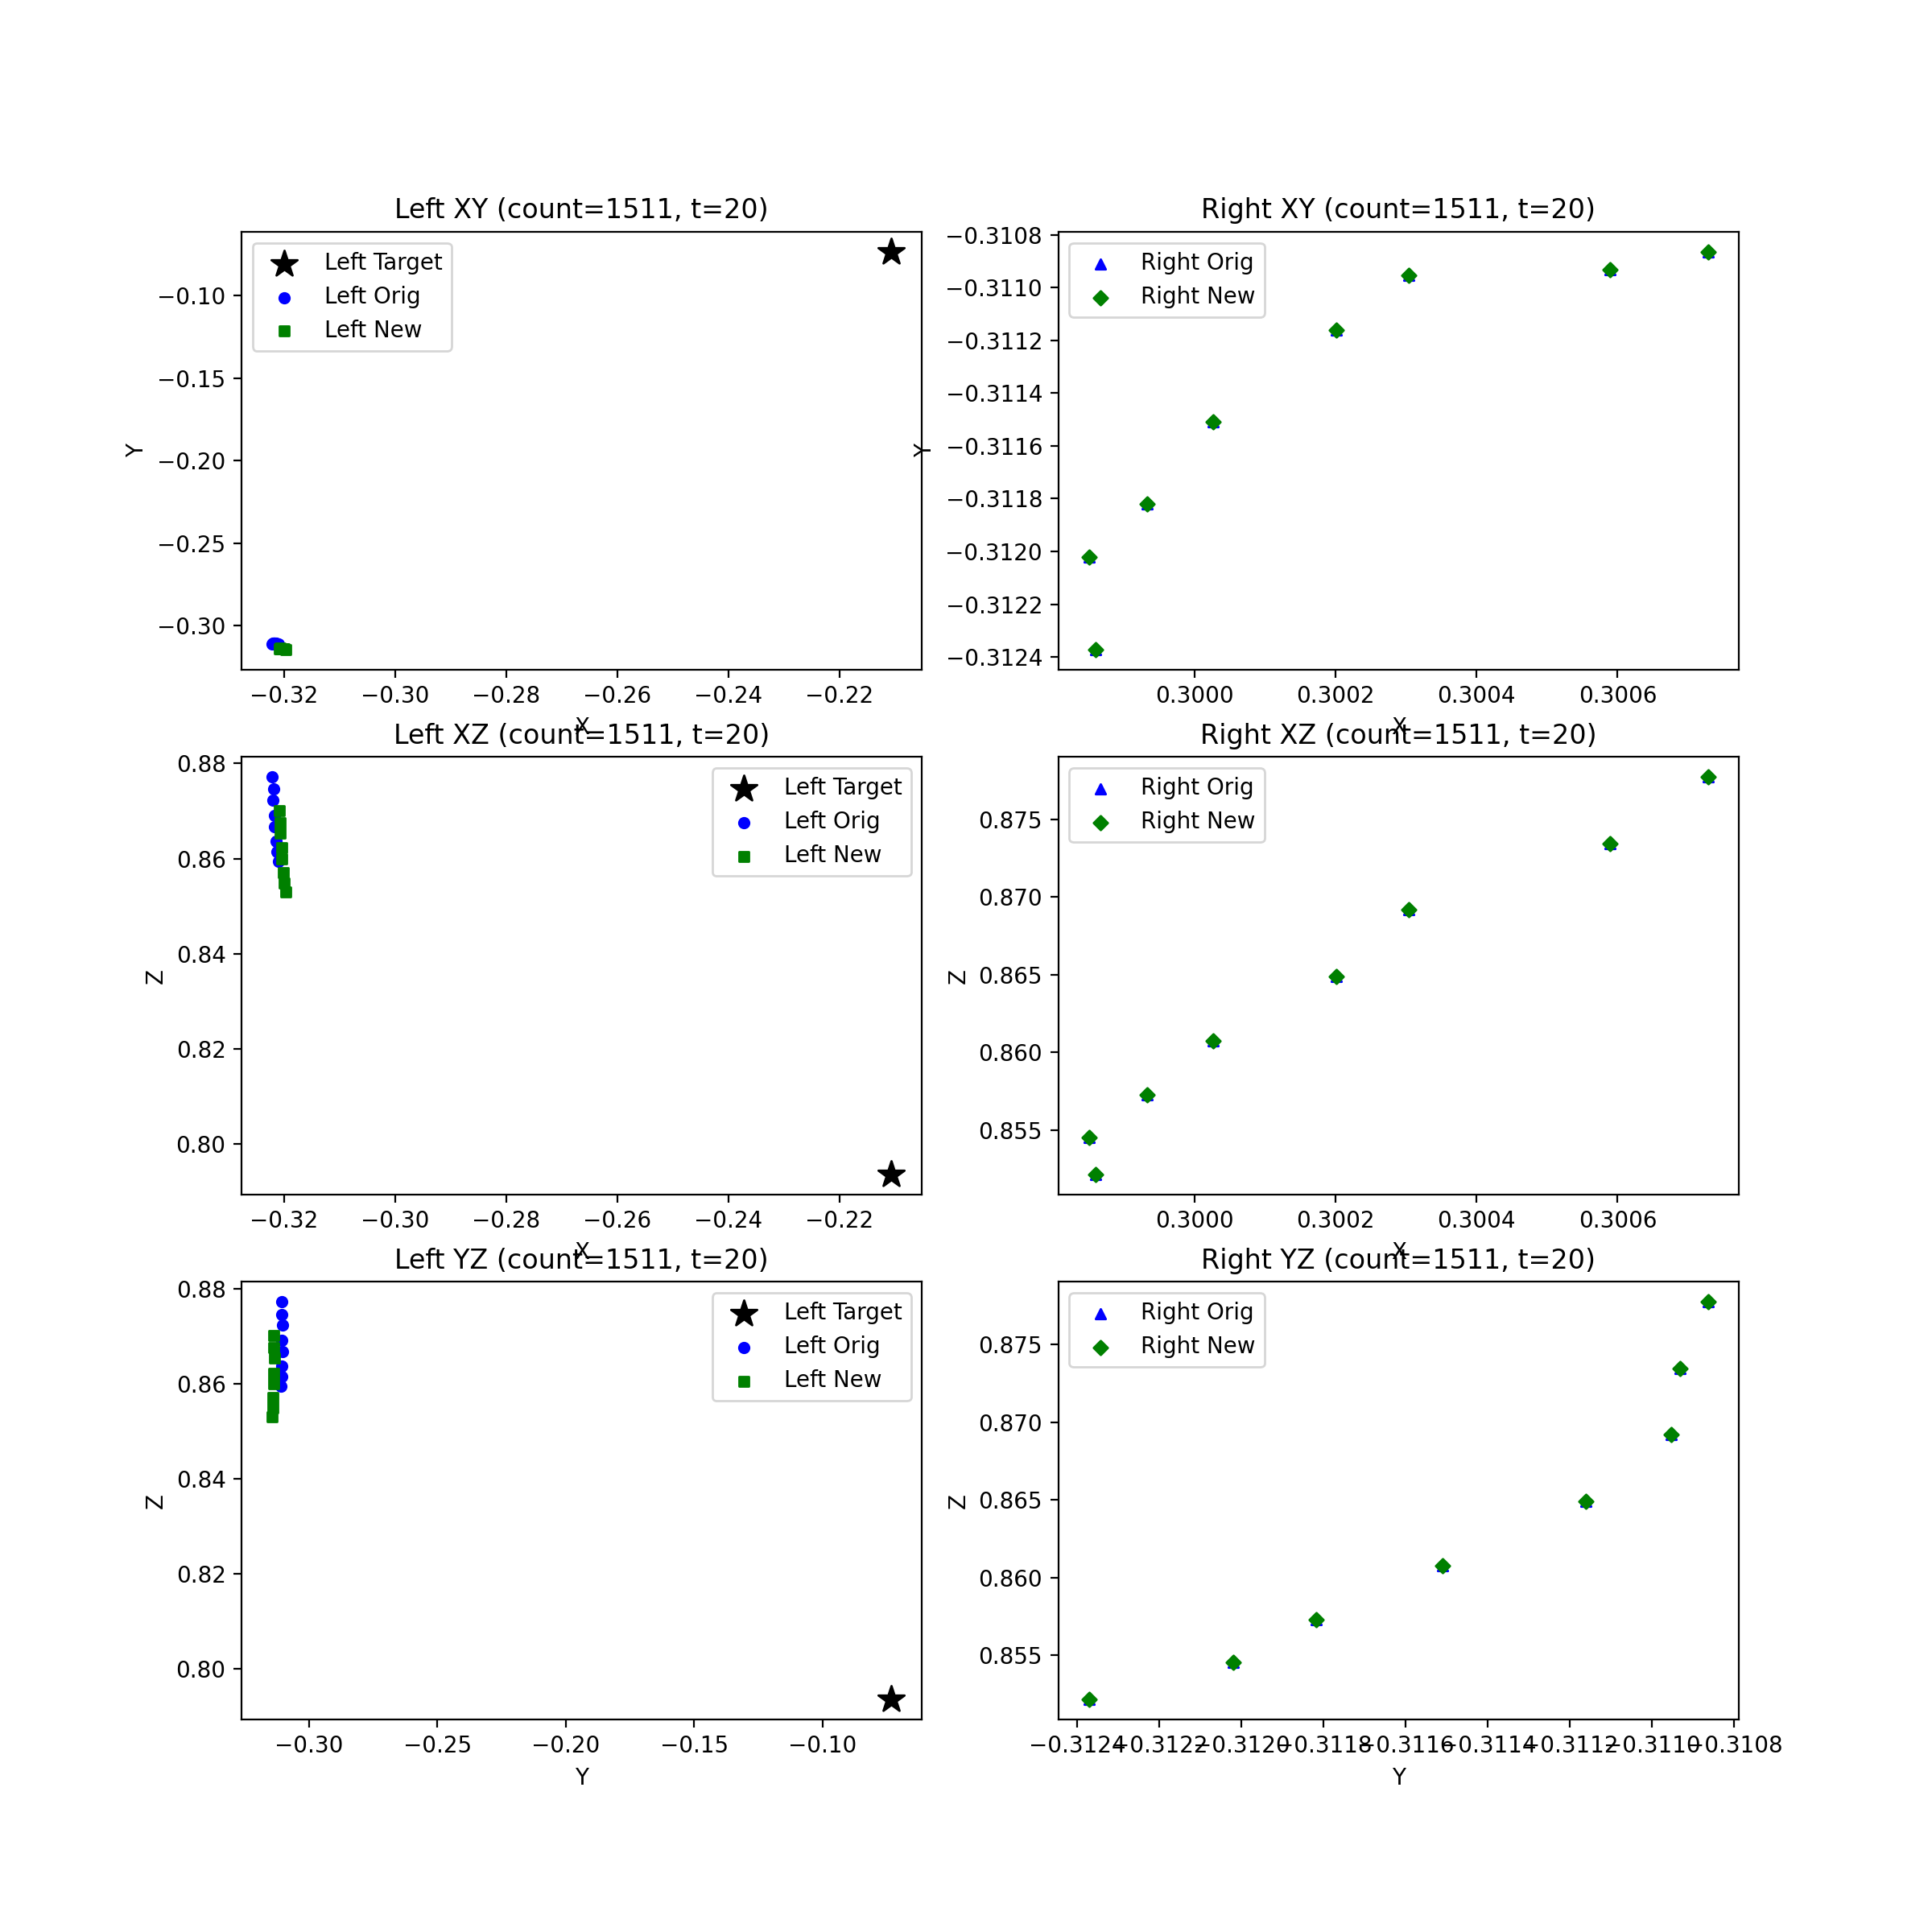 Left XY (count=1511, t=20)
Left Target
Left Orig
Left New
Y
−0.10
−0.15
−0.20
−0.25
−0.30
−0.32
−0.30
−0.28
−0.26
−0.24
−0.22
X
Right XY (count=1511, t=20)
Right Orig
Right New
Y
−0.3108
−0.3110
−0.3112
−0.3114
−0.3116
−0.3118
−0.3120
−0.3122
−0.3124
0.3000
0.3002
0.3004
0.3006
X
Left XZ (count=1511, t=20)
Left Target
Left Orig
Left New
Z
0.88
0.86
0.84
0.82
0.80
−0.32
−0.30
−0.28
−0.26
−0.24
−0.22
X
Right XZ (count=1511, t=20)
Right Orig
Right New
Z
0.875
0.870
0.865
0.860
0.855
0.3000
0.3002
0.3004
0.3006
X
Left YZ (count=1511, t=20)
Left Target
Left Orig
Left New
Z
0.88
0.86
0.84
0.82
0.80
−0.30
−0.25
−0.20
−0.15
−0.10
Y
Right YZ (count=1511, t=20)
Right Orig
Right New
Z
0.875
0.870
0.865
0.860
0.855
−0.3124
−0.3122
−0.3120
−0.3118
−0.3116
−0.3114
−0.3112
−0.3110
−0.3108
Y